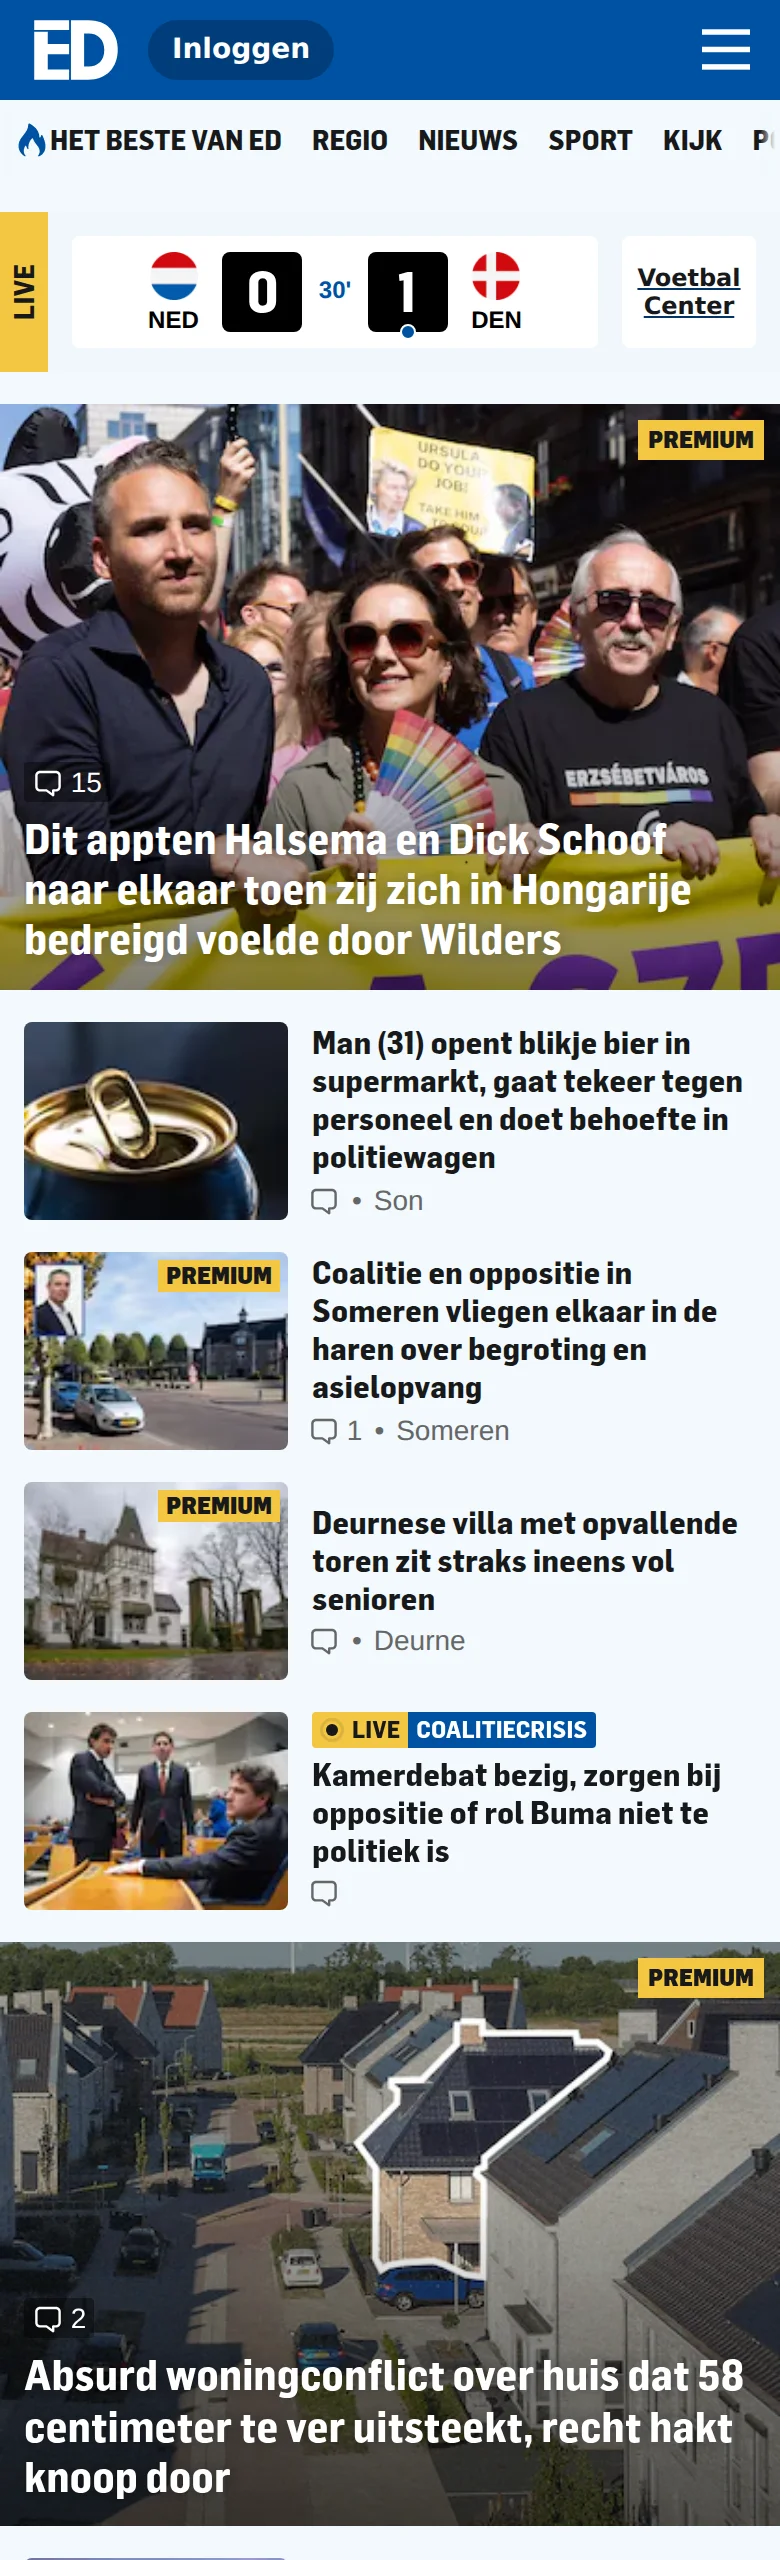 ED
Inloggen
HET BESTE VAN ED REGIO NIEUWS SPORT KIJK
LIVE
NED 0 30' 1 DEN
Voetbal
Center
PREMIUM
URSULA
DO YOUR
JOB!
TAKE HIM
ERZSÉBETVÁROS
15
Dit appten Halsema en Dick Schoof
naar elkaar toen zij zich in Hongarije
bedreigd voelde door Wilders
Man (31) opent blikje bier in
supermarkt, gaat tekeer tegen
personeel en doet behoefte in
politiewagen
• Son
PREMIUM
Coalitie en oppositie in
Someren vliegen elkaar in de
haren over begroting en
asielopvang
1 • Someren
PREMIUM
Deurnese villa met opvallende
toren zit straks ineens vol
senioren
• Deurne
LIVE COALITIECRISIS
Kamerdebat bezig, zorgen bij
oppositie of rol Buma niet te
politiek is
PREMIUM
2
Absurd woningconflict over huis dat 58
centimeter te ver uitsteekt, recht hakt
knoop door